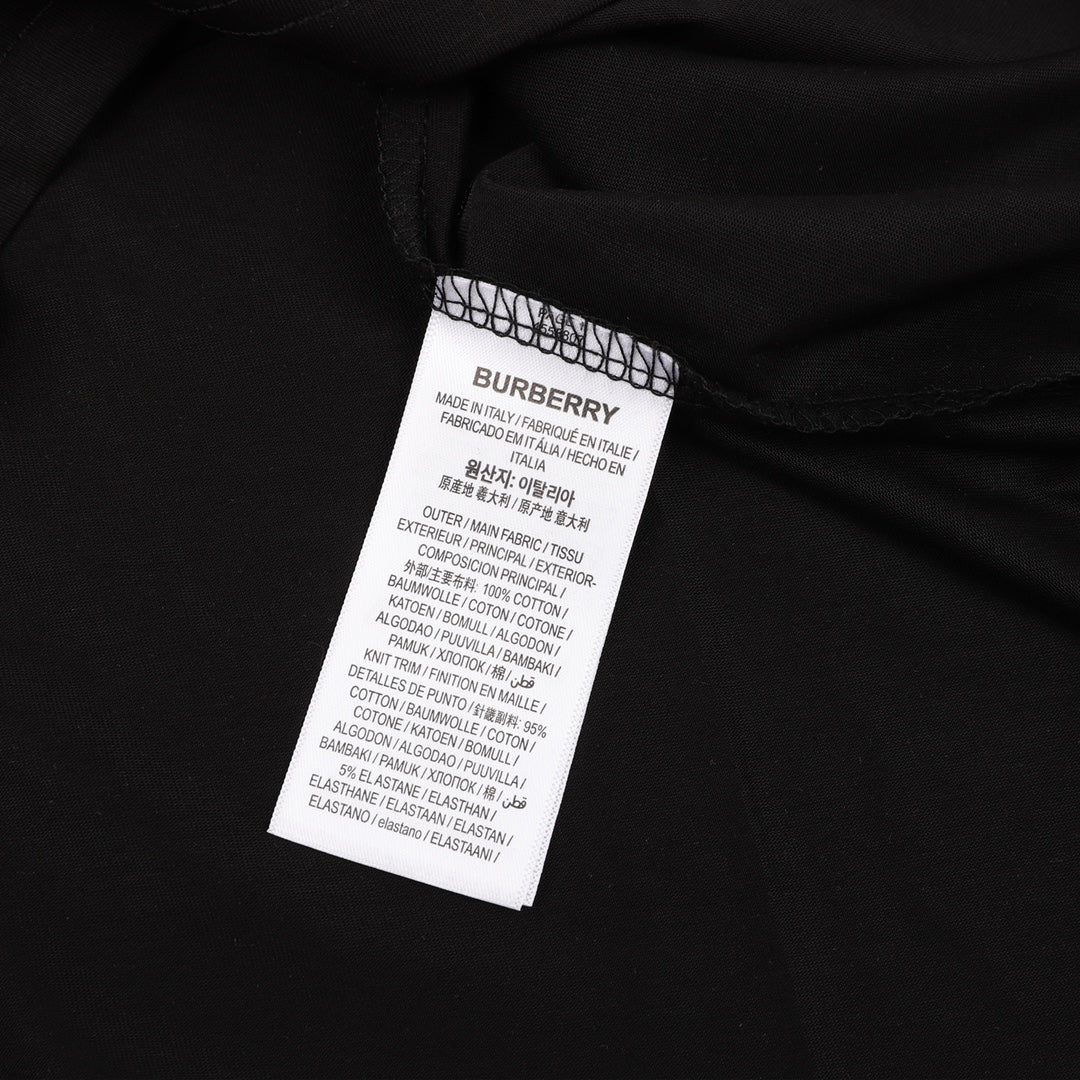 PAGE 1
BURBERRY
MADE IN ITALY / FABRIQUÉ EN ITALIE /
FABRICADO EM ITÁLIA / HECHO EN
ITALIA
원산지: 이탈리아
原産地 義大利 / 原产地 意大利
OUTER / MAIN FABRIC / TISSU
EXTERIEUR / PRINCIPAL / EXTERIOR-
COMPOSICION PRINCIPAL /
外部/主要布料: 100% COTTON /
BAUMWOLLE / COTON / COTONE /
KATOEN / BOMULL / ALGODON /
ALGODAO / PUUVILLA / BAMBAKI /
PAMUK / ХЛОПОК / 棉 / قطن
KNIT TRIM / FINITION EN MAILLE /
DETALLES DE PUNTO / 針織副料: 95%
COTTON / BAUMWOLLE / COTON /
COTONE / KATOEN / BOMULL /
ALGODON / ALGODAO / PUUVILLA /
BAMBAKI / PAMUK / ХЛОПОК / 棉 / قطن
5% ELASTANE / ELASTHAN /
ELASTHANE / ELASTAAN / ELASTAN /
ELASTANO / elastano / ELASTAANI /